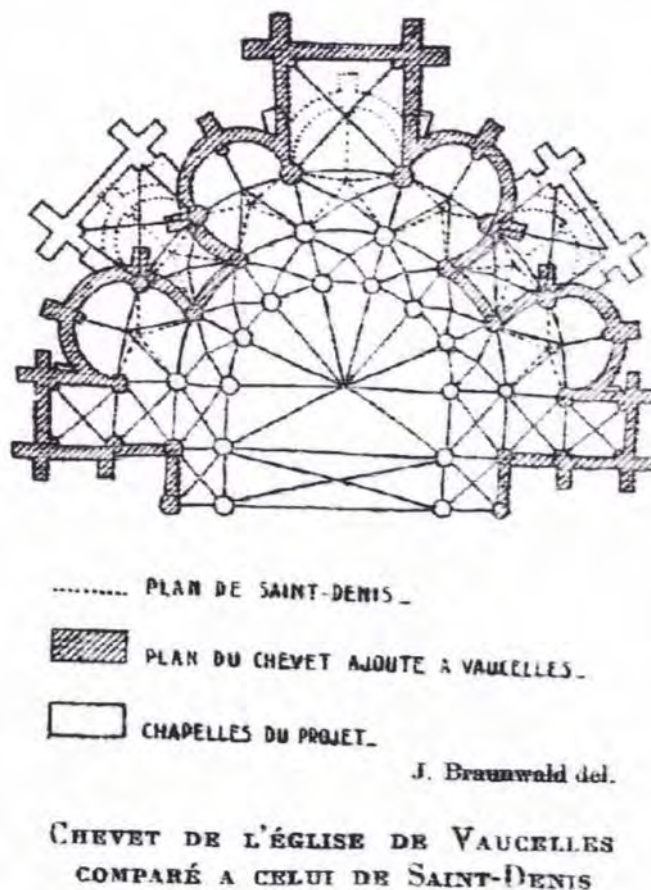 PLAN DE SAINT-DENIS_
PLAN DU CHEVET AJOUTE A VAUCELLES_
CHAPELLES DU PROJET_
J. Braunwald del.
CHEVET DE L'ÉGLISE DE VAUCELLES
COMPARÉ A CELUI DE SAINT-DENIS